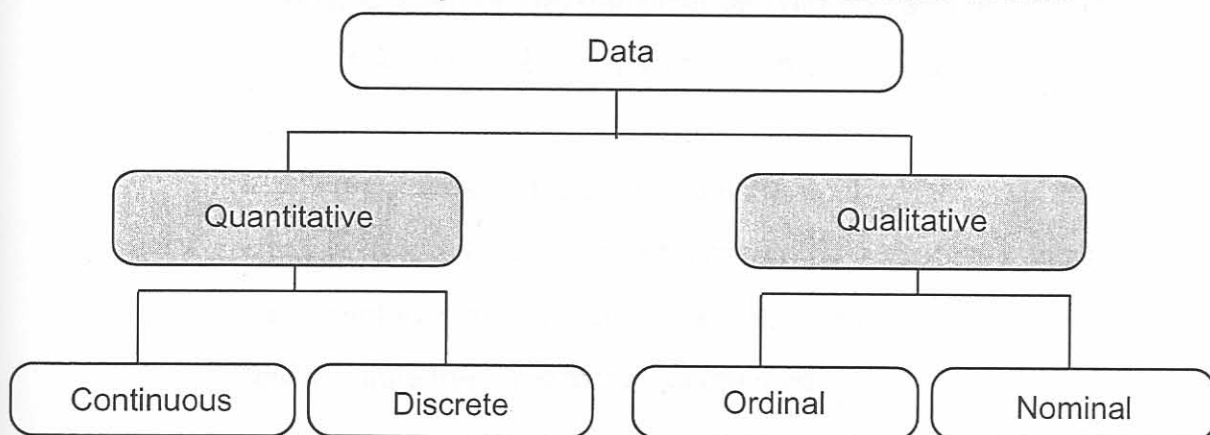 Data
Quantitative
Qualitative
Continuous
Discrete
Ordinal
Nominal